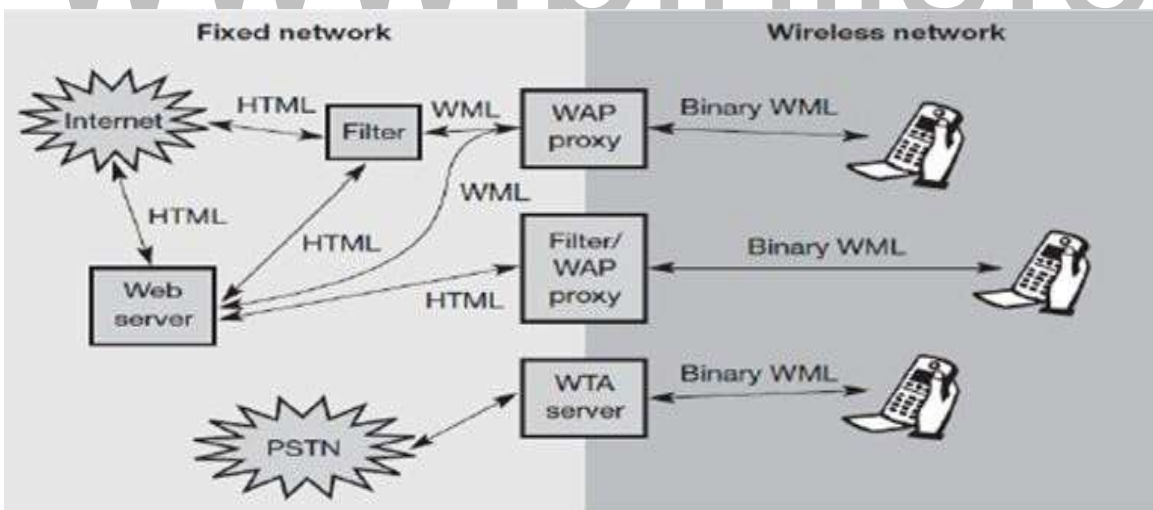 Fixed network
Wireless network
Internet
HTML
Filter
WML
WAP
proxy
Binary WML
HTML
HTML
WML
Web
server
HTML
Filter/
WAP
proxy
Binary WML
PSTN
WTA
server
Binary WML